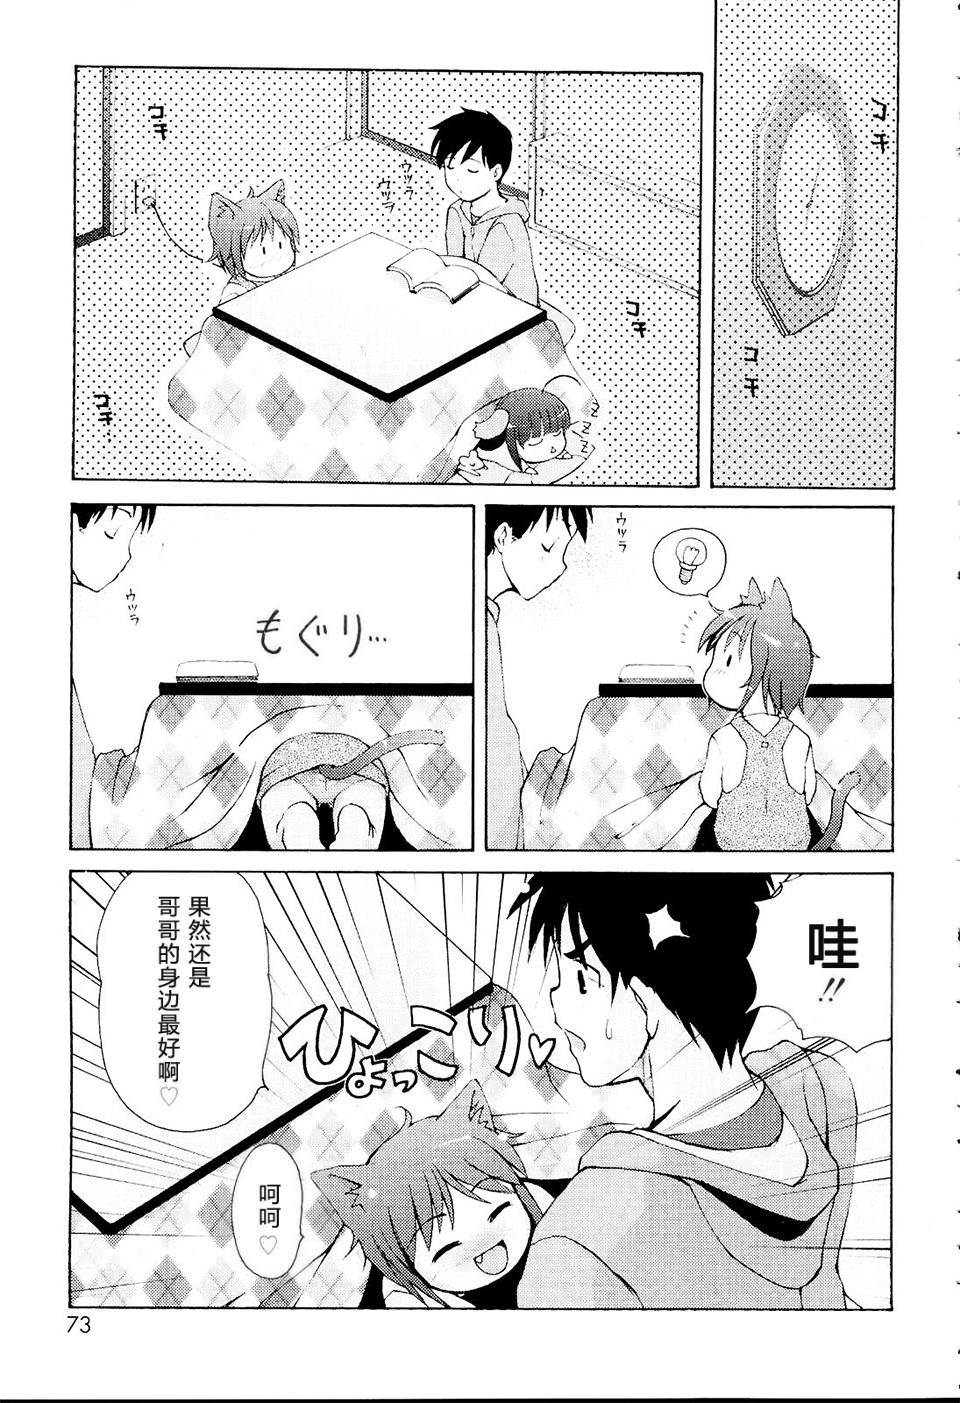 コチ
コチ
コチ
ウツラ
ウツラ
コチ
コチ…
zzz
ウツラ
ウツラ
もぐり…
哇!!
果然还是
哥哥的身边最好啊♡
ひょっこり♡
呵呵♡
73